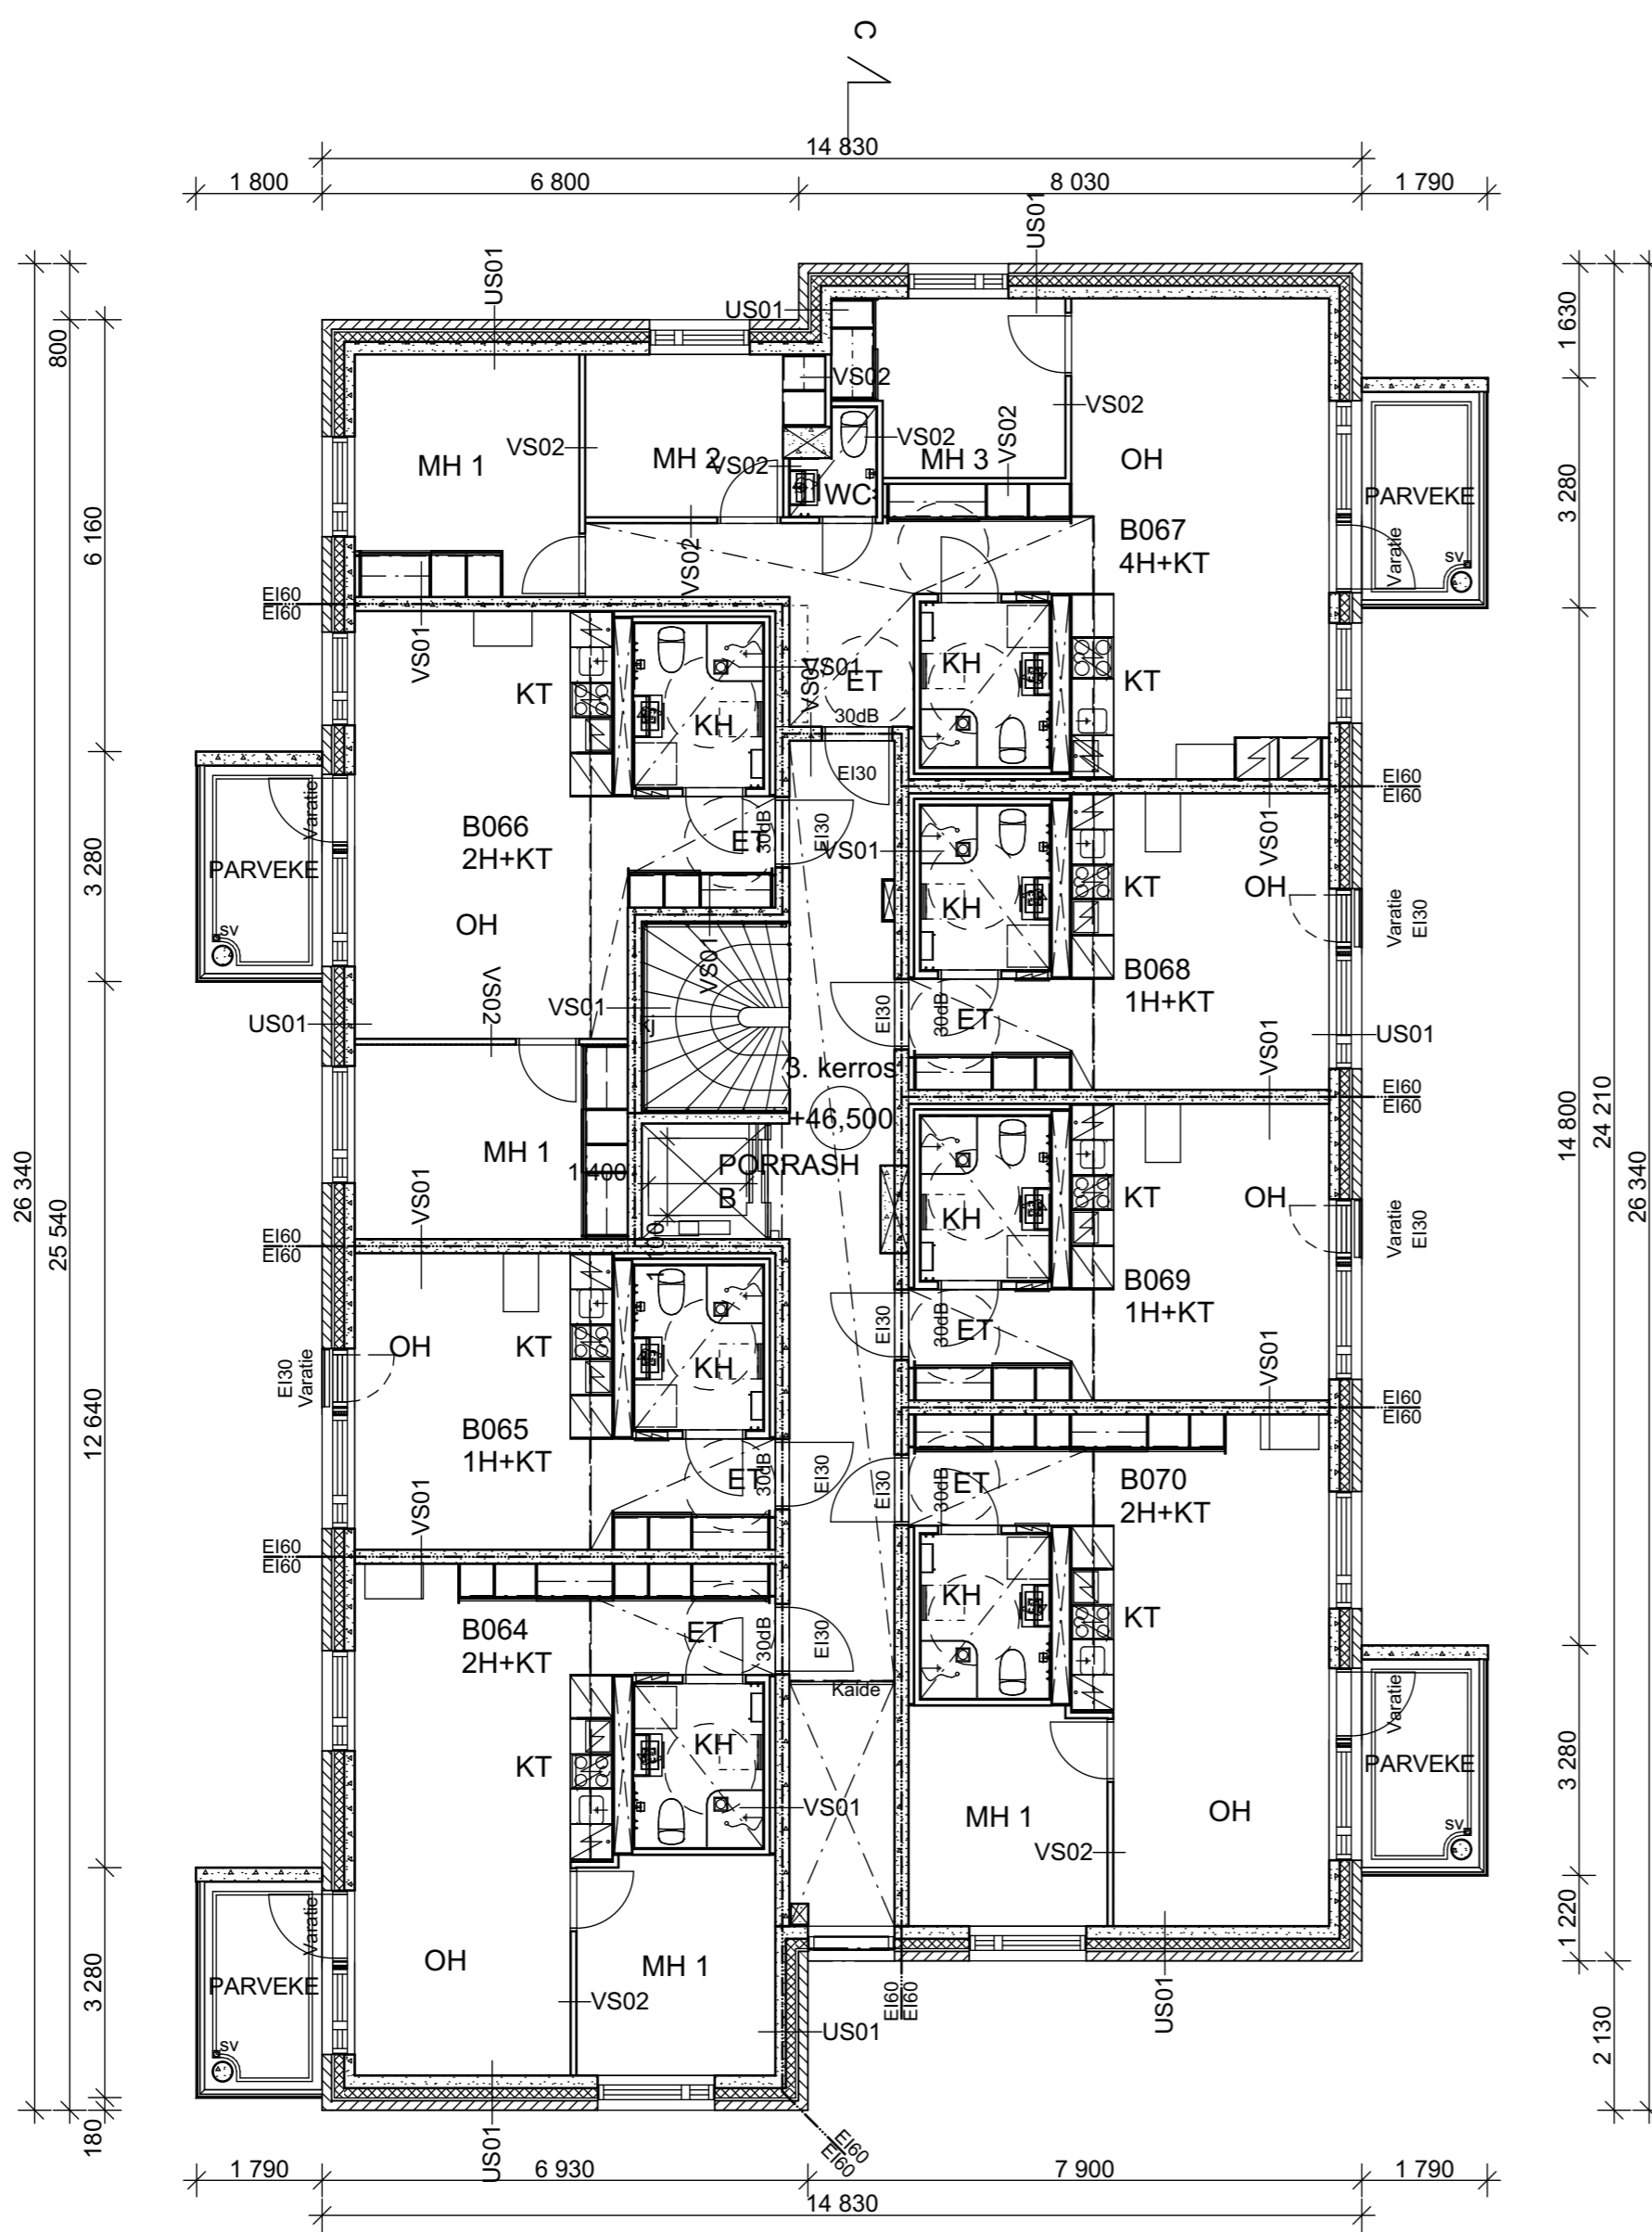 C
14 830
1 800
6 800
8 030
1 790
US01
US01
US01
800
1 630
VS02
VS02
VS02
VS02
VS02
VS02
MH 1
MH 2
MH 3
OH
WC
PARVEKE
3 280
B067
4H+KT
Varatie
sv
6 160
VS02
EI60
EI60
VS01
KT
KH
VS01
VS01
ET
KH
KT
30dB
EI30
EI60
EI60
Varatie
B066
2H+KT
ET
30dB
EI30
VS01
VS01
PARVEKE
3 280
KH
KT
OH
Varatie
EI30
OH
sv
VS01
VS02
VS01
kj
B068
1H+KT
EI30
30dB
ET
VS01
US01
US01
3. kerros
+46,500
EI60
EI60
14 800
24 210
26 340
26 340
25 540
MH 1
1 400
PORRASH
B
KH
KT
OH
Varatie
EI30
VS01
EI60
EI60
B069
1H+KT
EI30
30dB
ET
VS01
OH
KT
KH
EI30
Varatie
12 640
EI60
EI60
B065
1H+KT
ET
30dB
EI30
EI30
30dB
ET
B070
2H+KT
VS01
EI60
EI60
B064
2H+KT
ET
30dB
EI30
KH
KT
Kaide
Varatie
KT
KH
VS01
MH 1
OH
PARVEKE
3 280
VS02
sv
Varatie
1 220
OH
MH 1
PARVEKE
3 280
VS02
EI60
EI60
US01
US01
sv
2 130
180
US01
EI60
EI60
1 790
6 930
7 900
1 790
14 830